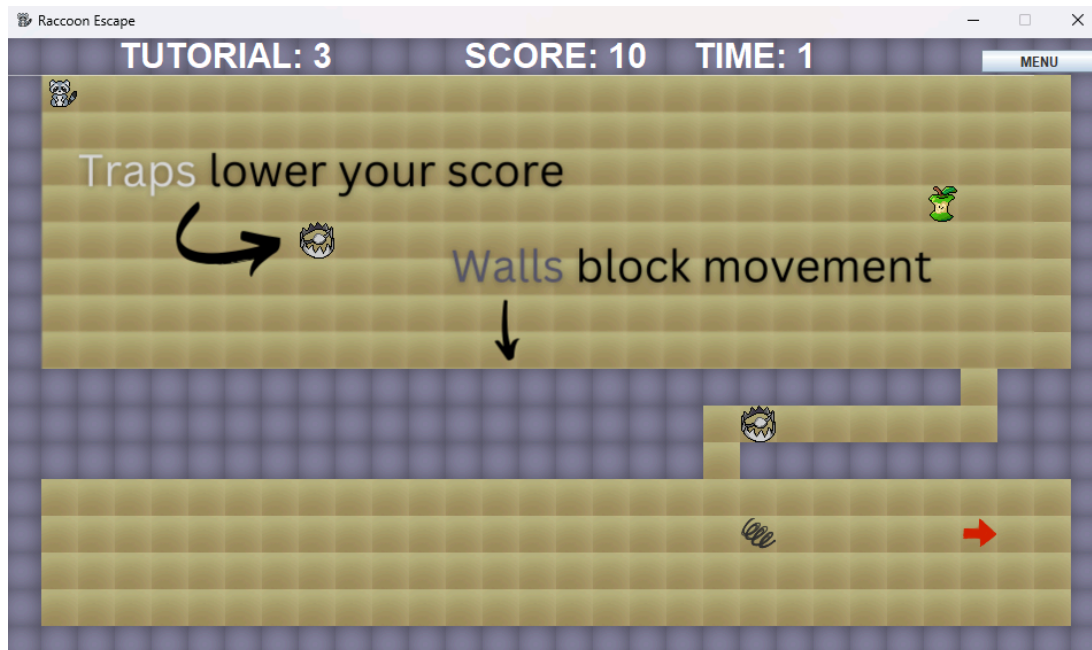 Raccoon Escape
TUTORIAL: 3 SCORE: 10 TIME: 1 MENU
Traps lower your score
Walls block movement